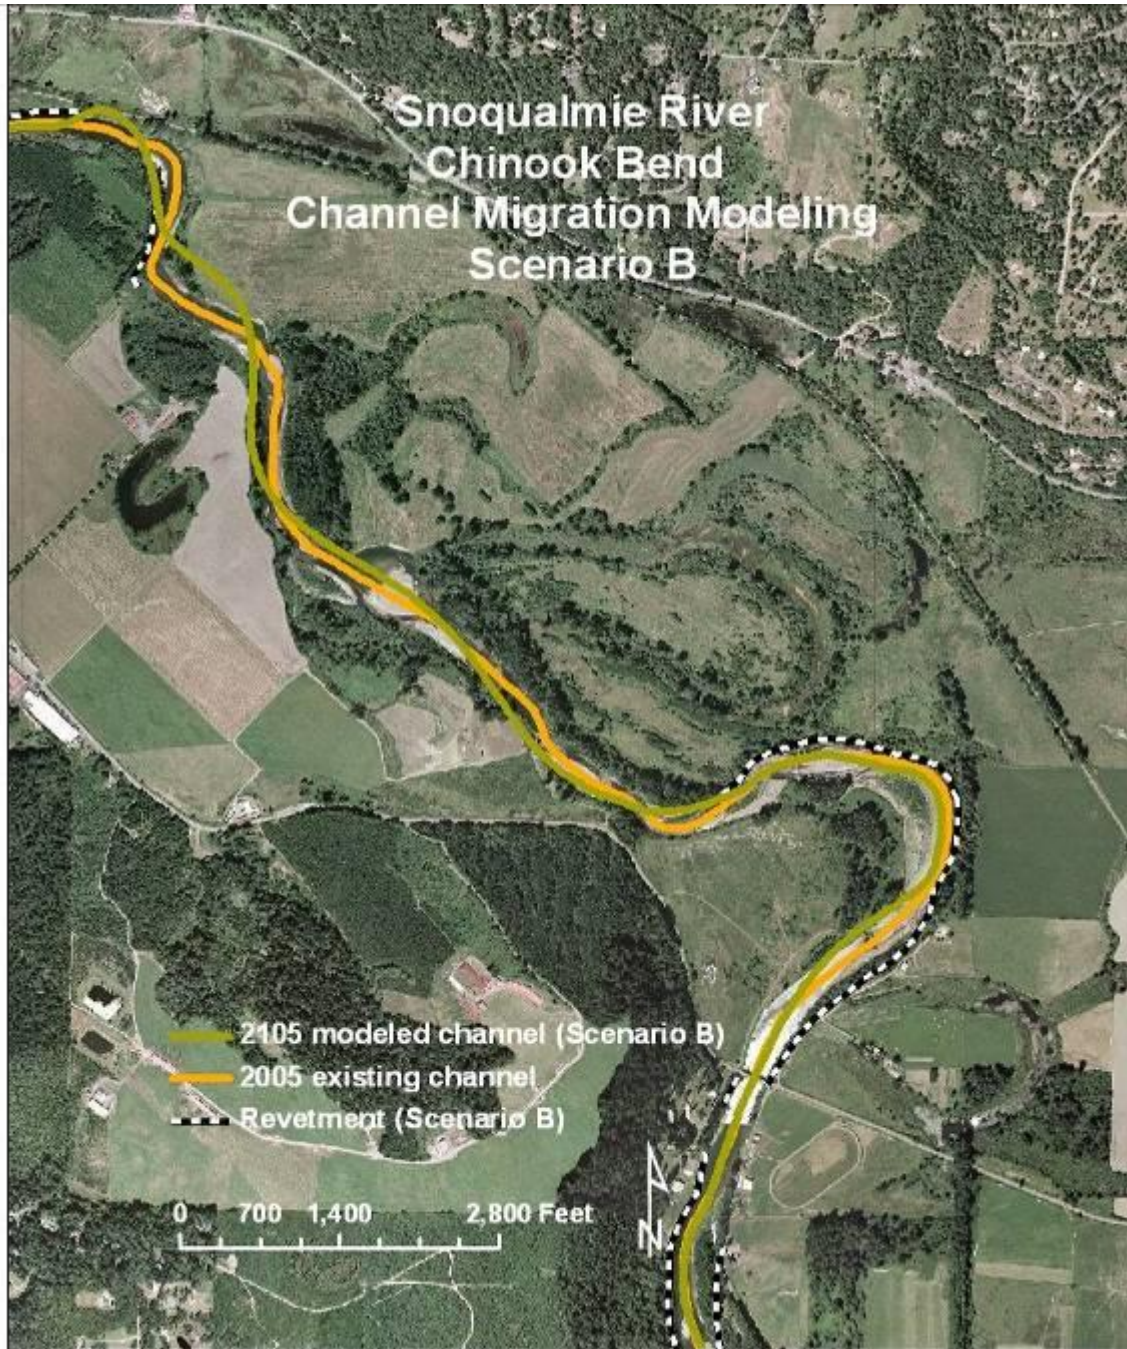 Snoqualmie River
Chinook Bend
Channel Migration Modeling
Scenario B
2105 modeled channel (Scenario B)
2005 existing channel
Revetment (Scenario B)
0 700 1,400 2,800 Feet
N